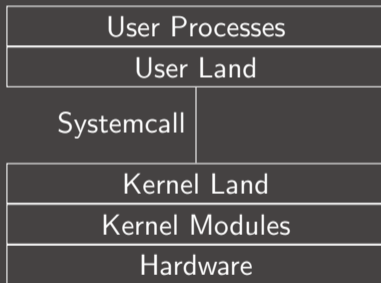 User Processes
User Land
Systemcall
Kernel Land
Kernel Modules
Hardware